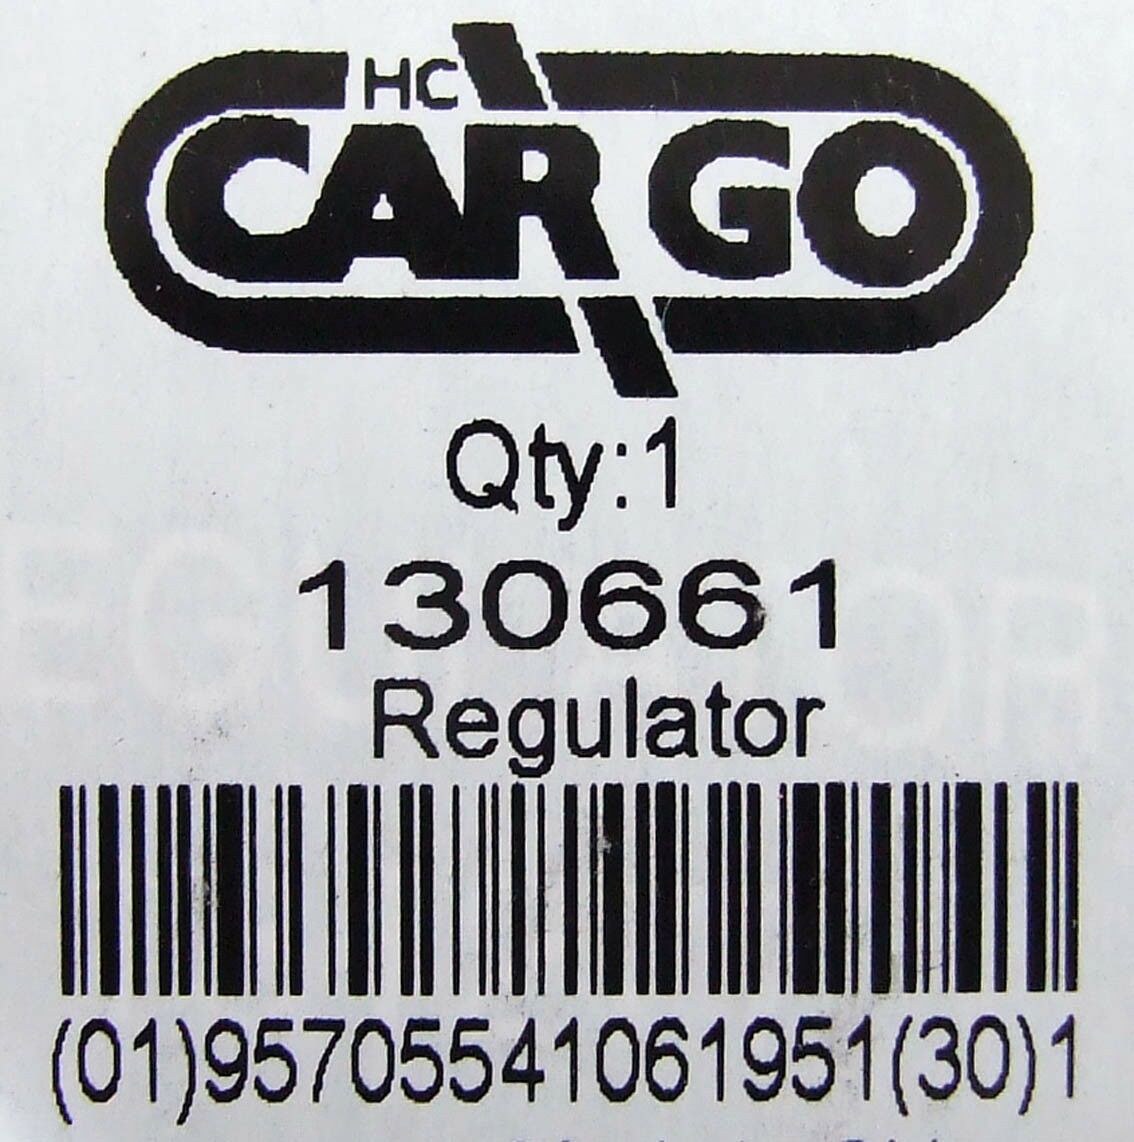 HC
CARGO
Qty:1
130661
Regulator
(01)95705541061951(30)1